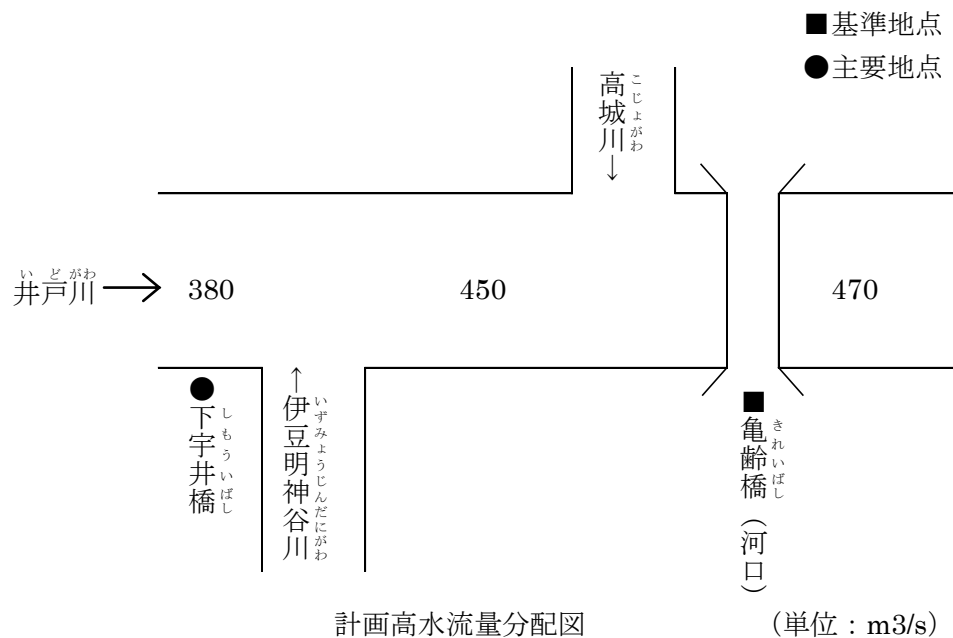 ■基準地点
●主要地点
こじょがわ
高城川
↓
いどがわ
井戸川→
380
450
470
●
下宇井橋
しもういばし
↑
伊豆明神谷川
いずみょうじんだにがわ
■
亀齢橋（河口）
きれいばし
計画高水流量分配図
（単位：m3/s）